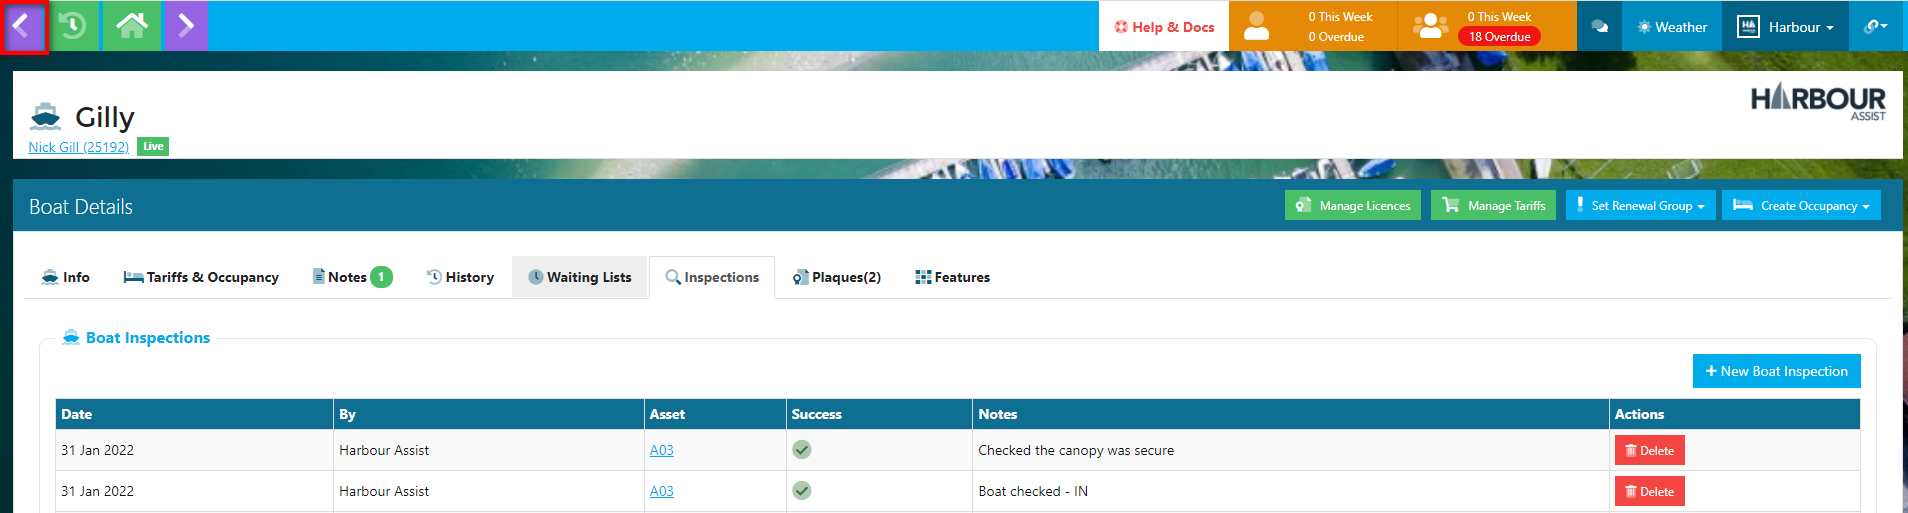 Help & Docs
0 This Week
0 Overdue
0 This Week
18 Overdue
Weather
HA
Harbour
Gilly
Nick Gill (25192) Live
HARBOUR
ASSIST
Boat Details
Manage Licences
Manage Tariffs
Set Renewal Group
Create Occupancy
Info
Tariffs & Occupancy
Notes 1
History
Waiting Lists
Inspections
Plaques(2)
Features
Boat Inspections
+ New Boat Inspection
Date By Asset Success Notes Actions
31 Jan 2022 Harbour Assist A03 Checked the canopy was secure Delete
31 Jan 2022 Harbour Assist A03 Boat checked - IN Delete